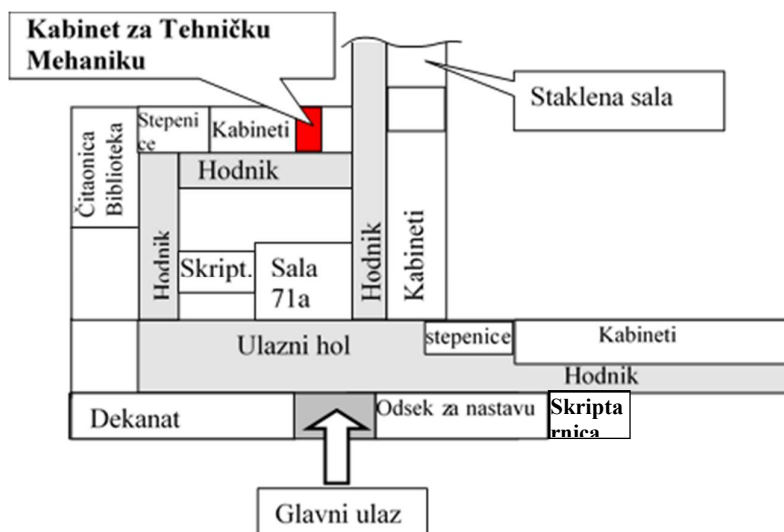 Kabinet za Tehničku
Mehaniku
Staklena sala
Stepeni
ce
Kabineti
Čitaonica
Biblioteka
Hodnik
Hodnik
Skript.
Sala
71a
Hodnik
Kabineti
Ulazni hol
stepenice
Kabineti
Hodnik
Dekanat
Odsek za nastavu
Skripta
rnica
Glavni ulaz